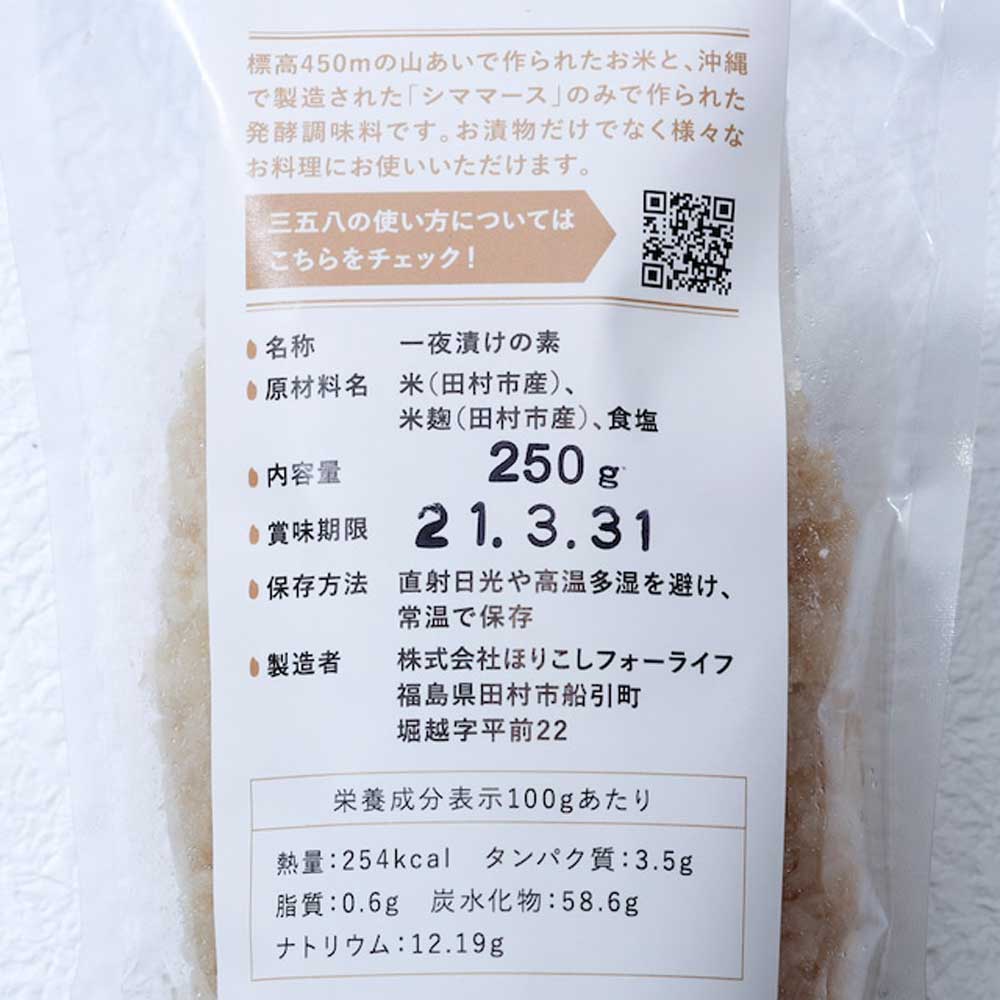 標高450mの山あいで作られたお米と、沖縄
で製造された「シママース」のみで作られた
発酵調味料です。お漬物だけでなく様々な
お料理にお使いいただけます。
三五八の使い方については
こちらをチェック!
名称 一夜漬けの素
原材料名 米(田村市産)、
米麹(田村市産)、食塩
内容量 250g
賞味期限 21.3.31
保存方法 直射日光や高温多湿を避け、
常温で保存
製造者 株式会社ほりこしフォーライフ
福島県田村市船引町
堀越字平前22
栄養成分表示100gあたり
熱量:254kcal タンパク質:3.5g
脂質:0.6g 炭水化物:58.6g
ナトリウム:12.19g